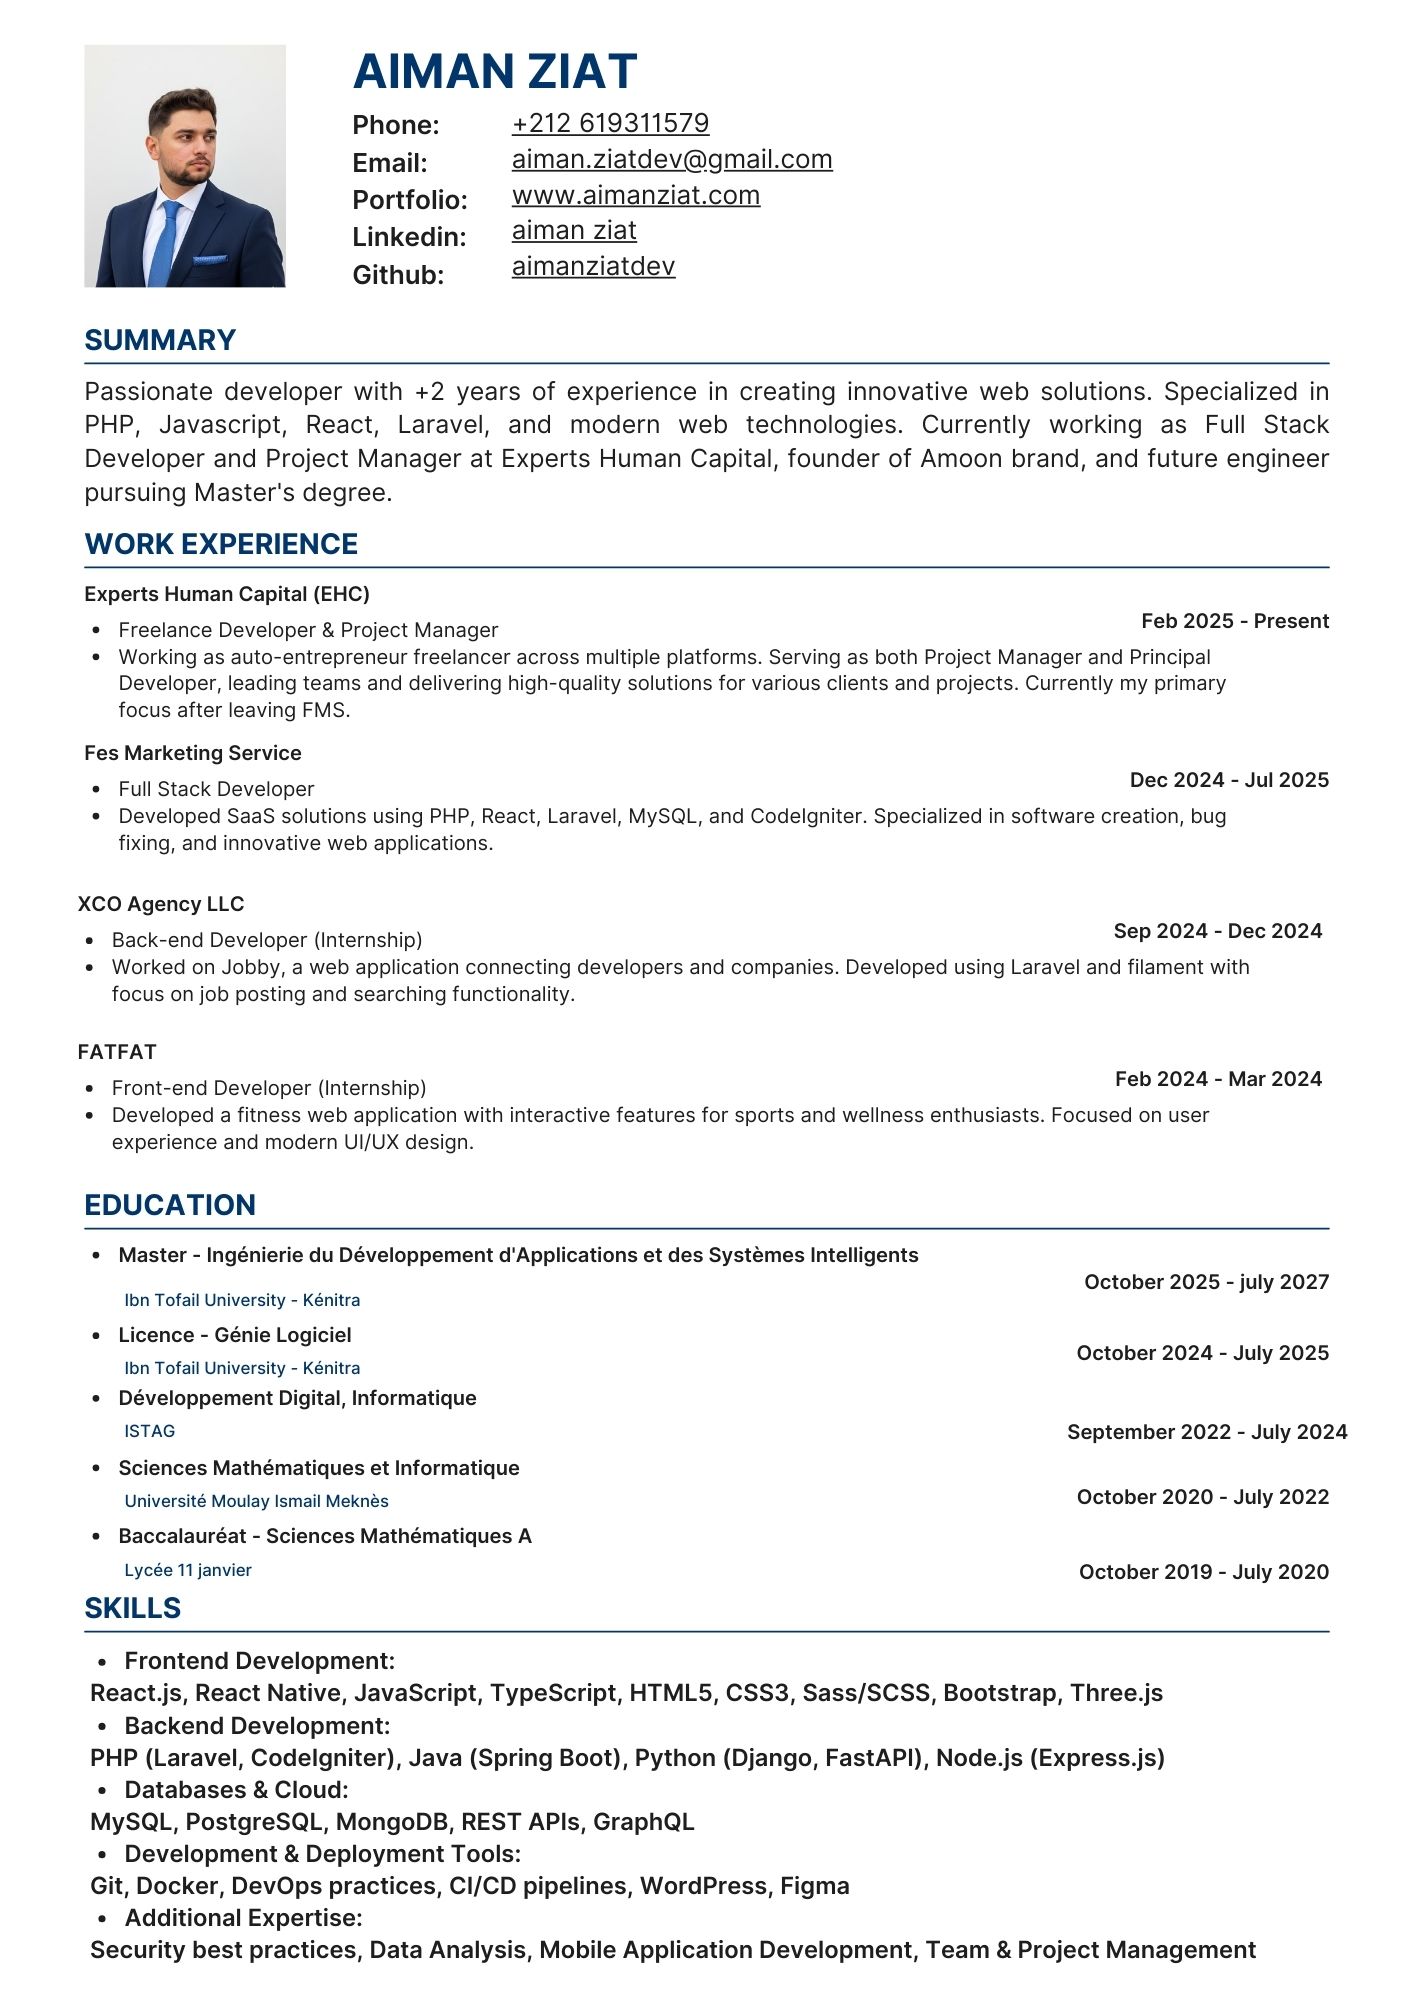 AIMAN ZIAT
Phone: +212 619311579
Email: aiman.ziatdev@gmail.com
Portfolio: www.aimanziat.com
Linkedin: aiman ziat
Github: aimanziatdev
SUMMARY
Passionate developer with +2 years of experience in creating innovative web solutions. Specialized in
PHP, Javascript, React, Laravel, and modern web technologies. Currently working as Full Stack
Developer and Project Manager at Experts Human Capital, founder of Amoon brand, and future engineer
pursuing Master's degree.
WORK EXPERIENCE
Experts Human Capital (EHC)
Feb 2025 - Present
• Freelance Developer & Project Manager
• Working as auto-entrepreneur freelancer across multiple platforms. Serving as both Project Manager and Principal
Developer, leading teams and delivering high-quality solutions for various clients and projects. Currently my primary
focus after leaving FMS.
Fes Marketing Service
Dec 2024 - Jul 2025
• Full Stack Developer
• Developed SaaS solutions using PHP, React, Laravel, MySQL, and CodeIgniter. Specialized in software creation, bug
fixing, and innovative web applications.
XCO Agency LLC
Sep 2024 - Dec 2024
• Back-end Developer (Internship)
• Worked on Jobby, a web application connecting developers and companies. Developed using Laravel and filament with
focus on job posting and searching functionality.
FATFAT
Feb 2024 - Mar 2024
• Front-end Developer (Internship)
• Developed a fitness web application with interactive features for sports and wellness enthusiasts. Focused on user
experience and modern UI/UX design.
EDUCATION
• Master - Ingénierie du Développement d'Applications et des Systèmes Intelligents
October 2025 - july 2027
Ibn Tofail University - Kénitra
• Licence - Génie Logiciel
October 2024 - July 2025
Ibn Tofail University - Kénitra
• Développement Digital, Informatique
ISTAG
September 2022 - July 2024
• Sciences Mathématiques et Informatique
October 2020 - July 2022
Université Moulay Ismail Meknès
• Baccalauréat - Sciences Mathématiques A
Lycée 11 janvier
October 2019 - July 2020
SKILLS
• Frontend Development:
React.js, React Native, JavaScript, TypeScript, HTML5, CSS3, Sass/SCSS, Bootstrap, Three.js
• Backend Development:
PHP (Laravel, CodeIgniter), Java (Spring Boot), Python (Django, FastAPI), Node.js (Express.js)
• Databases & Cloud:
MySQL, PostgreSQL, MongoDB, REST APIs, GraphQL
• Development & Deployment Tools:
Git, Docker, DevOps practices, CI/CD pipelines, WordPress, Figma
• Additional Expertise:
Security best practices, Data Analysis, Mobile Application Development, Team & Project Management